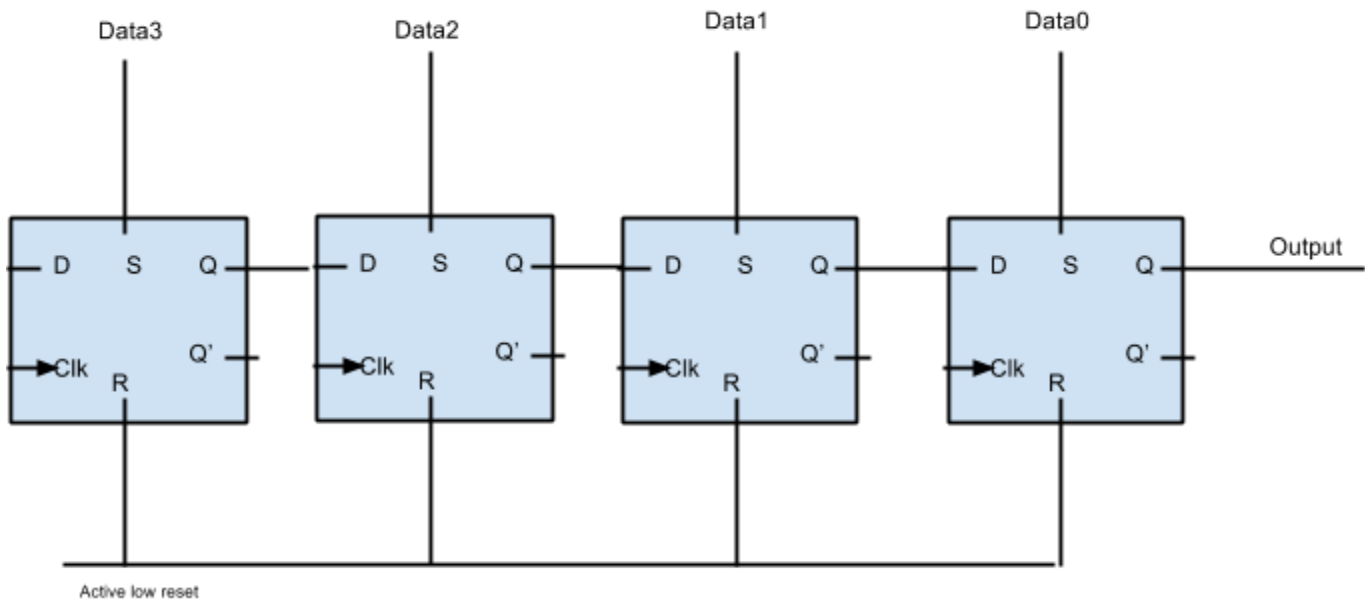 Data3 Data2 Data1 Data0
D S Q D S Q D S Q D S Q Output
Clk Q’ Clk Q’ Clk Q’ Clk Q’
R R R R
Active low reset